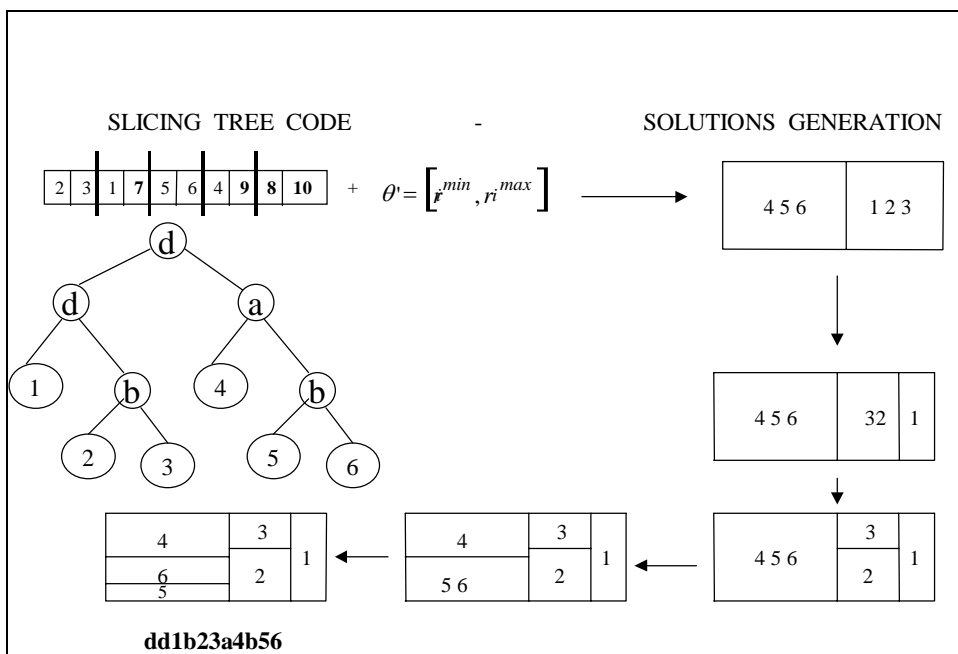 SLICING TREE CODE - SOLUTIONS GENERATION
2 3 1 7 5 6 4 9 8 10 + θ' = [ r^min , ri^max ]
4 5 6 1 2 3
d
d a
1 b 4 b
2 3 5 6
4 5 6 32 1
4 6 5 3 2 1
4 5 6 3 2 1
4 5 6 3 2 1
dd1b23a4b56